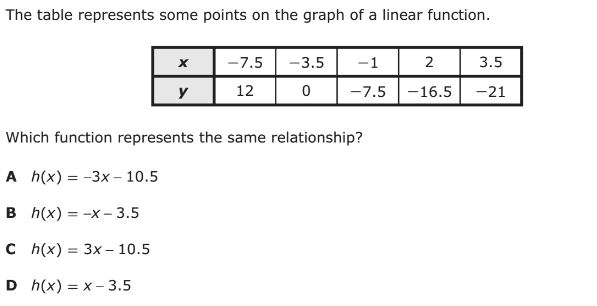 The table represents some points on the graph of a linear function.
x −7.5 −3.5 −1 2 3.5
y 12 0 −7.5 −16.5 −21
Which function represents the same relationship?
A h(x) = –3x – 10.5
B h(x) = –x – 3.5
C h(x) = 3x – 10.5
D h(x) = x – 3.5